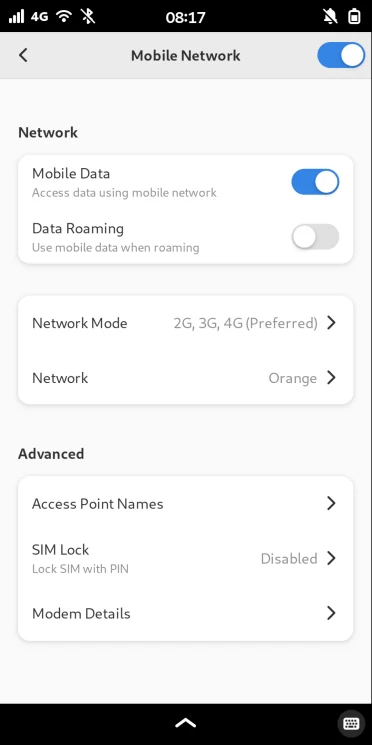 4G
08:17
Mobile Network
Network
Mobile Data
Access data using mobile network
Data Roaming
Use mobile data when roaming
Network Mode 2G, 3G, 4G (Preferred)
Network Orange
Advanced
Access Point Names
SIM Lock
Lock SIM with PIN
Disabled
Modem Details